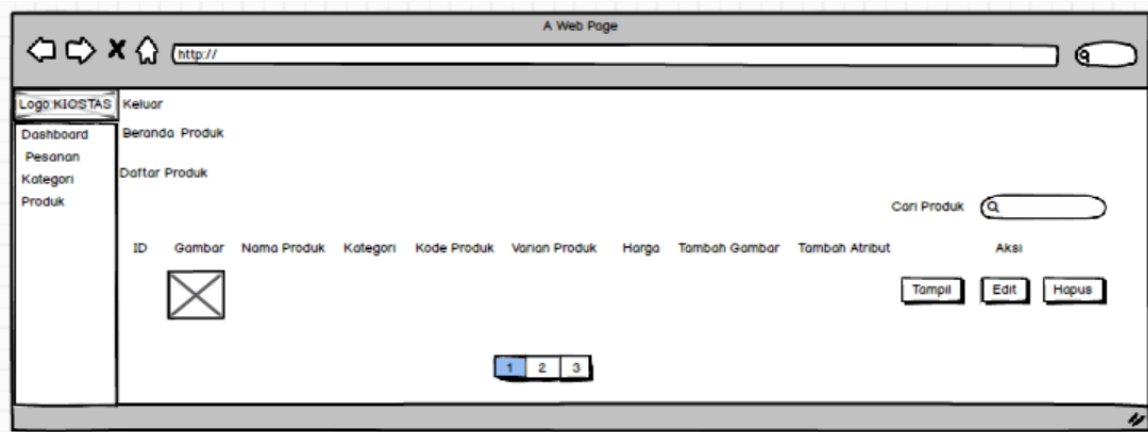 A Web Page
http://
Logo KIOSTAS Keluar
Dashboard
Beranda Produk
Pesanan
Kategori
Daftar Produk
Produk
Cari Produk
ID Gambar Nama Produk Kategori Kode Produk Varian Produk Harga Tambah Gambar Tambah Atribut Aksi
Tampil Edit Hapus
1 2 3